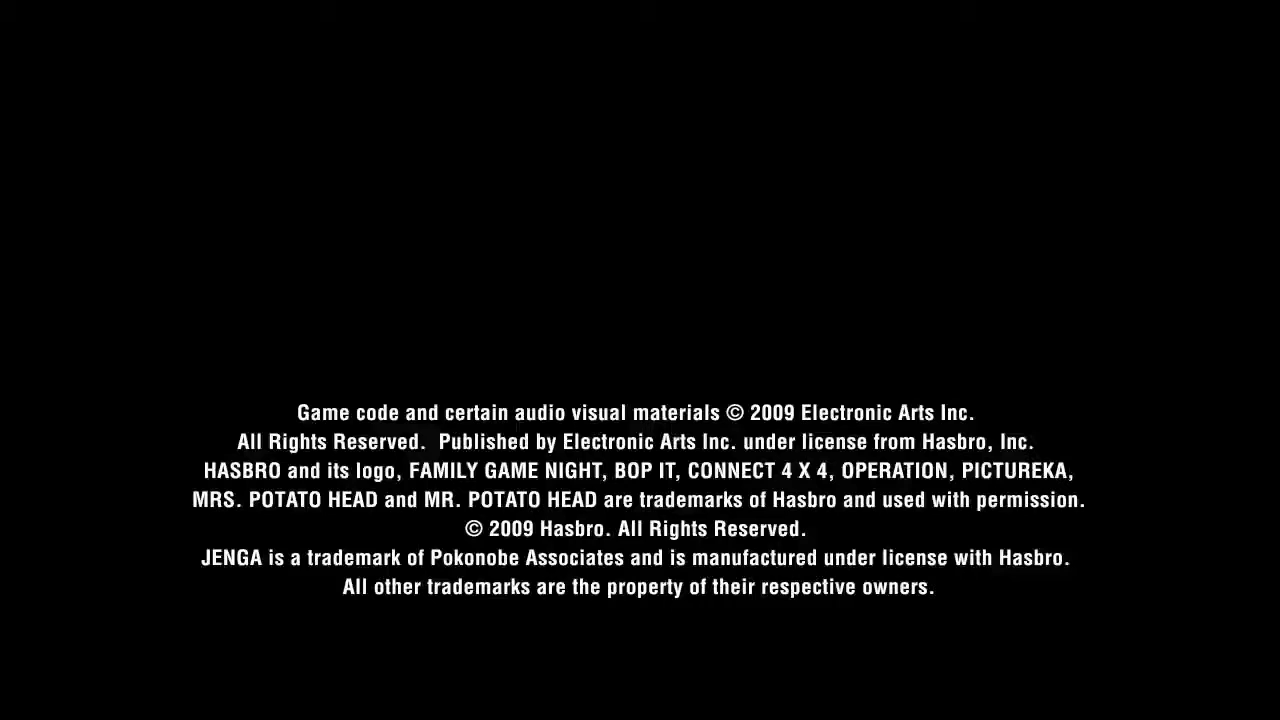 Game code and certain audio visual materials © 2009 Electronic Arts Inc.
All Rights Reserved.  Published by Electronic Arts Inc. under license from Hasbro, Inc.
HASBRO and its logo, FAMILY GAME NIGHT, BOP IT, CONNECT 4 X 4, OPERATION, PICTUREKA,
MRS. POTATO HEAD and MR. POTATO HEAD are trademarks of Hasbro and used with permission.
© 2009 Hasbro. All Rights Reserved.
JENGA is a trademark of Pokonobe Associates and is manufactured under license with Hasbro.
All other trademarks are the property of their respective owners.